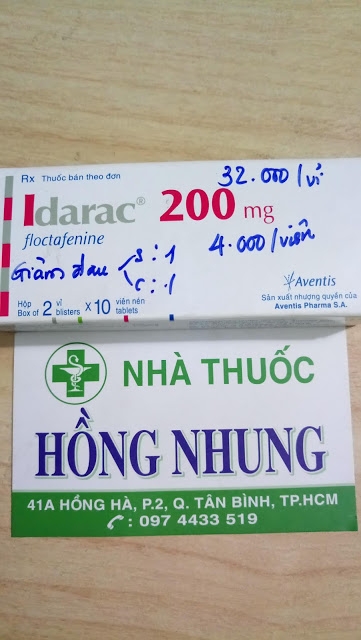 Rx Thuốc bán theo đơn
32.000/vỉ
Idarac® 200 mg
floctafenine
4.000/viên
Giảm đau S : 1
C : 1
Aventis
Hộp 2 vỉ x 10 viên nén
Box of blisters tablets
Sản xuất nhượng quyền của
Aventis Pharma S.A.
NHÀ THUỐC
HỒNG NHUNG
41A HỒNG HÀ, P.2, Q. TÂN BÌNH, TP.HCM
: 097 4433 519